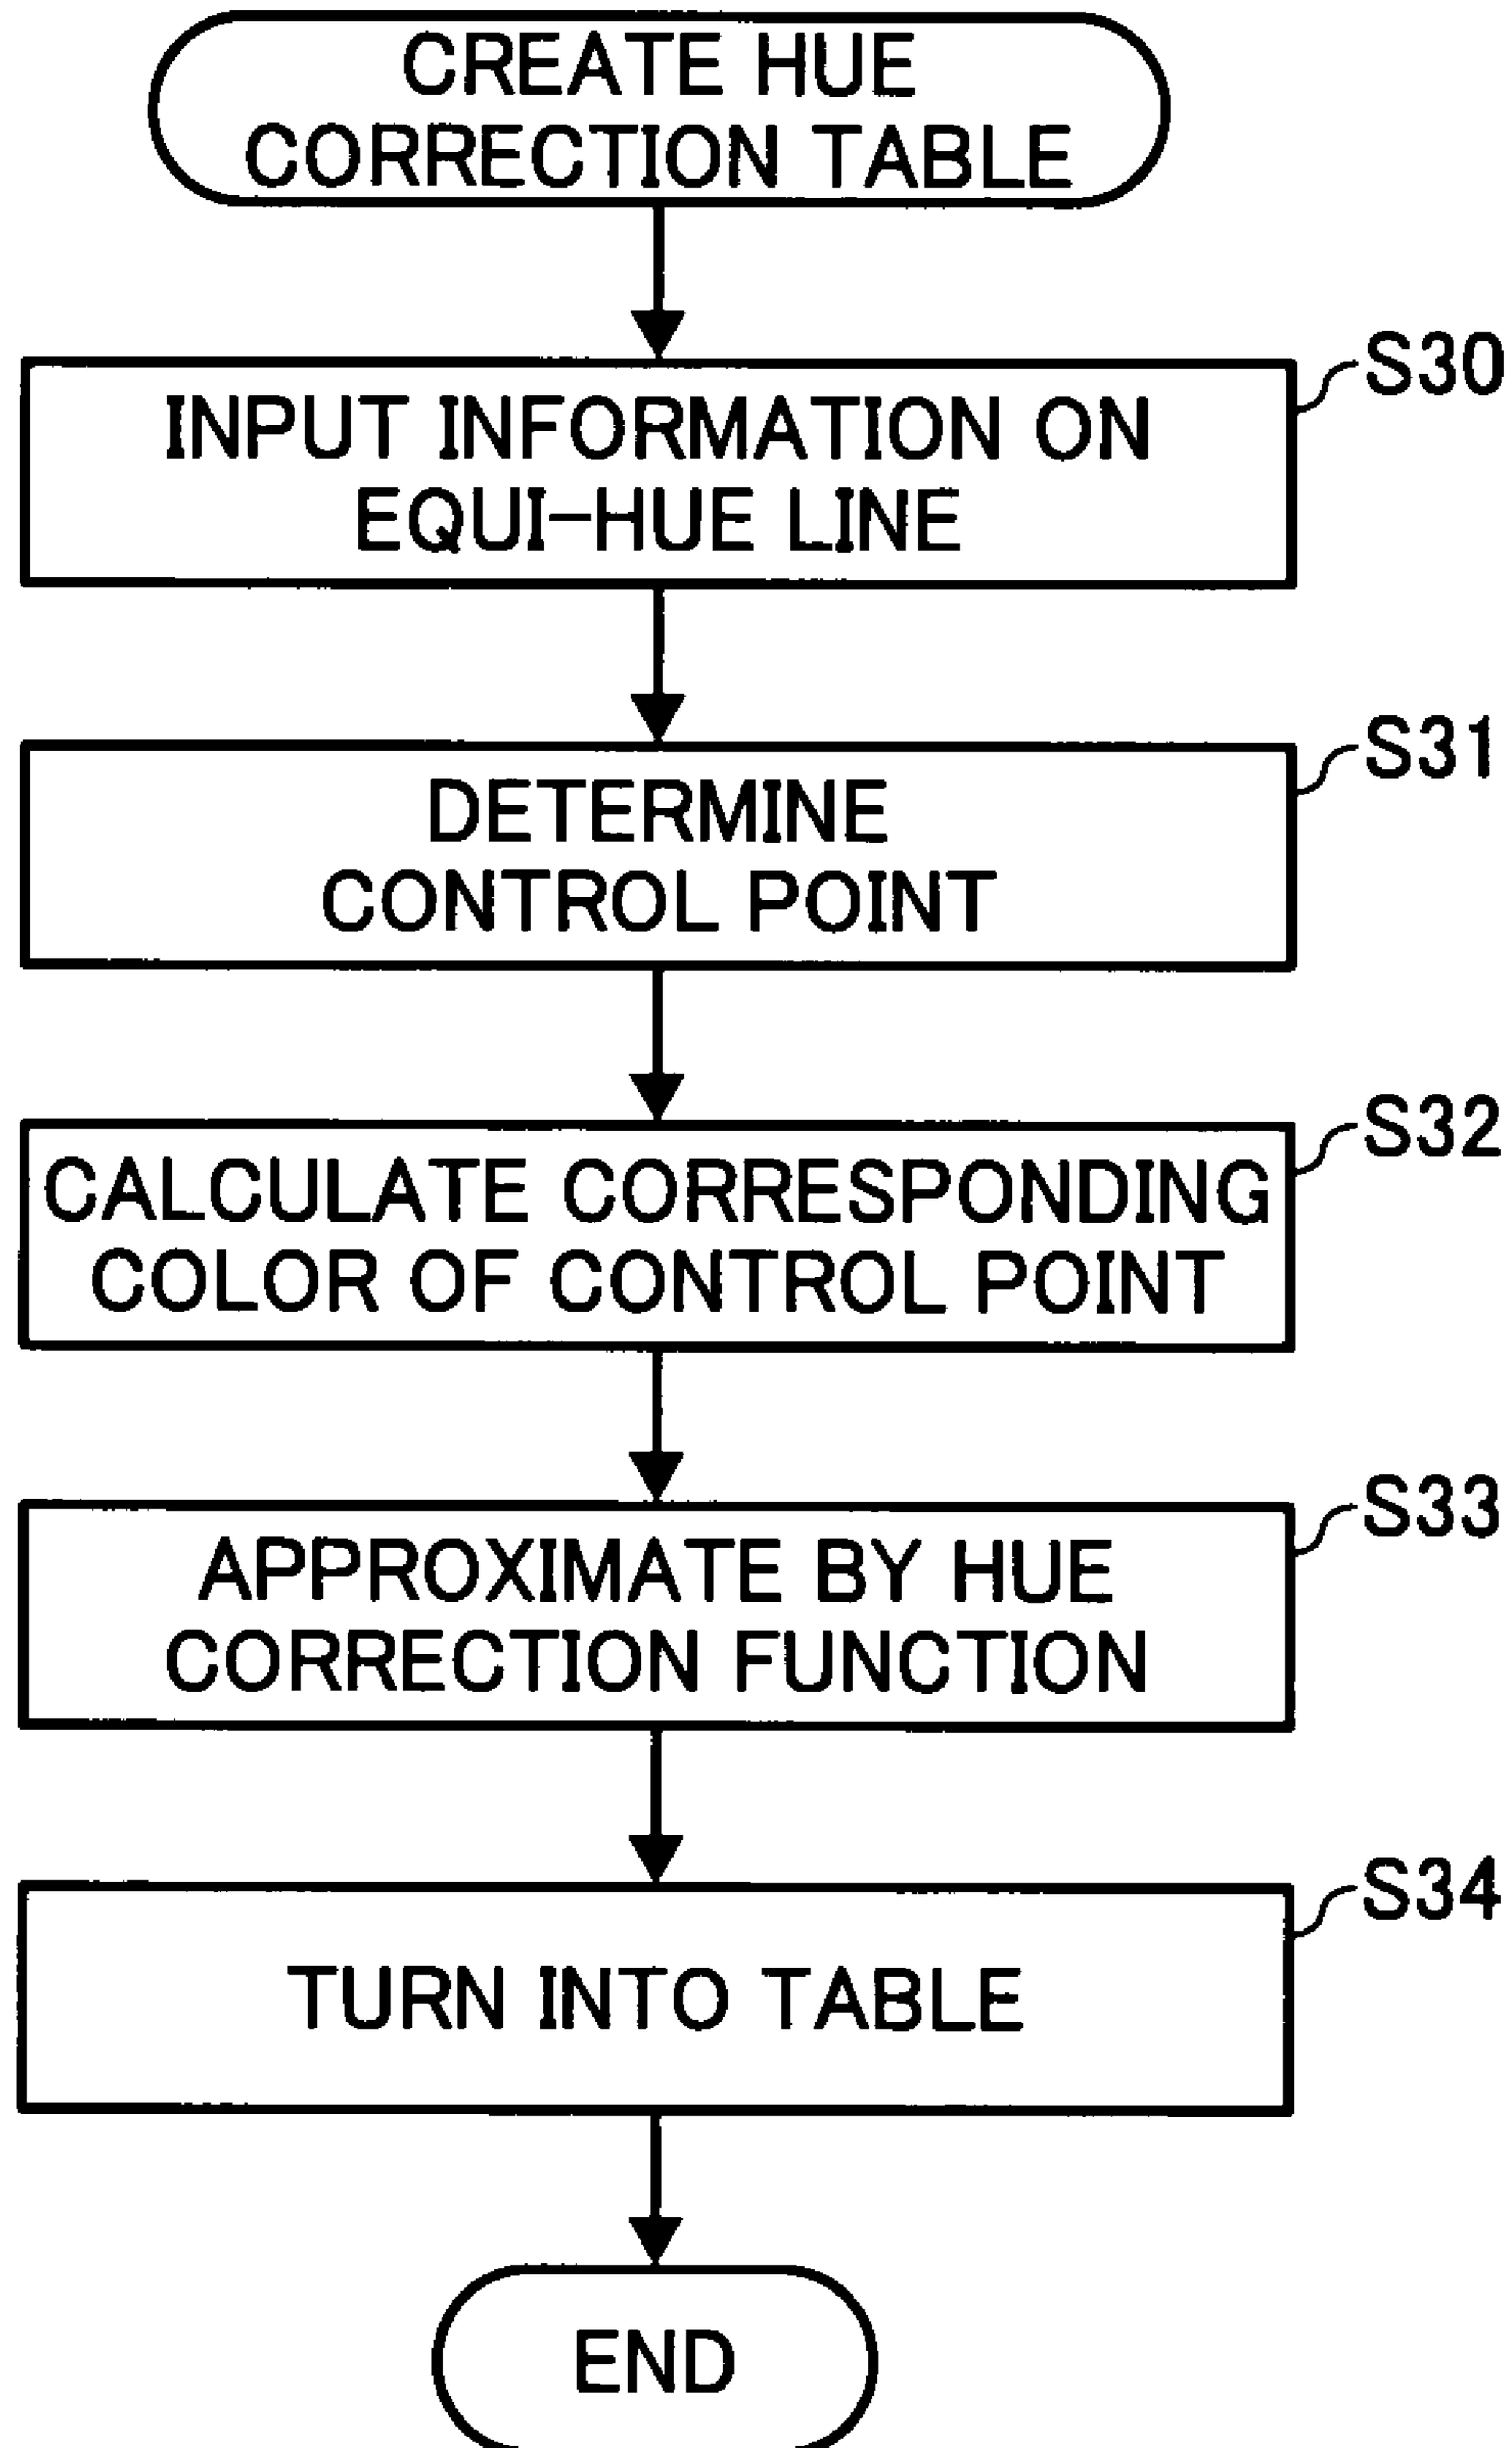 CREATE HUE
CORRECTION TABLE
S30
INPUT INFORMATION ON
EQUI-HUE LINE
S31
DETERMINE
CONTROL POINT
S32
CALCULATE CORRESPONDING
COLOR OF CONTROL POINT
S33
APPROXIMATE BY HUE
CORRECTION FUNCTION
S34
TURN INTO TABLE
END